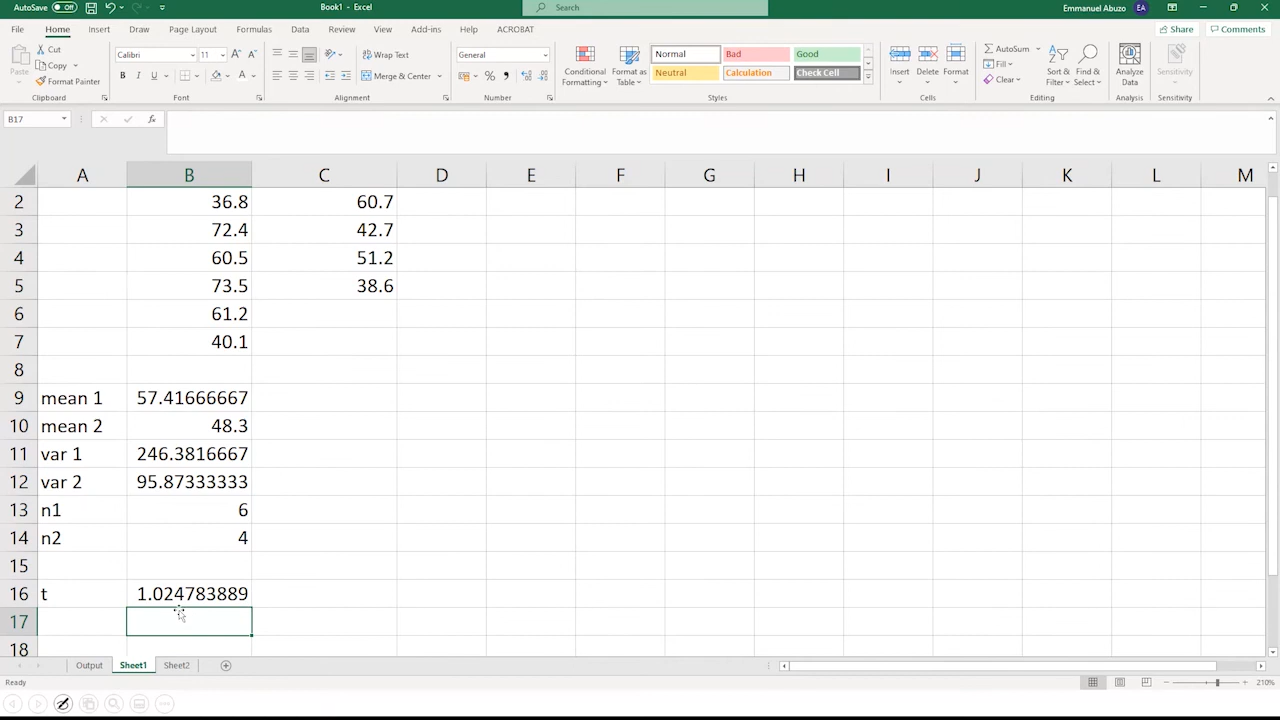 AutoSave Off Book1 - Excel Search Emmanuel Abuzo EA
File Home Insert Draw Page Layout Formulas Data Review View Add-ins Help ACROBAT Share Comments
Paste Cut Copy Format Painter Clipboard
Calibri 11 A A B I U A Font
Wrap Text Merge & Center Alignment
General % Number
Conditional Formatting Format as Table Normal Bad Good Neutral Calculation Check Cell Styles
Insert Delete Format Cells
AutoSum Fill Clear Sort & Filter Find & Select Editing
Analyze Data Analysis
Sensitivity Sensitivity
B17 fx
A B C D E F G H I J K L M
2 36.8 60.7
3 72.4 42.7
4 60.5 51.2
5 73.5 38.6
6 61.2
7 40.1
8
9 mean 1 57.41666667
10 mean 2 48.3
11 var 1 246.3816667
12 var 2 95.87333333
13 n1 6
14 n2 4
15
16 t 1.024783889
17
18
Output Sheet1 Sheet2
Ready 210%